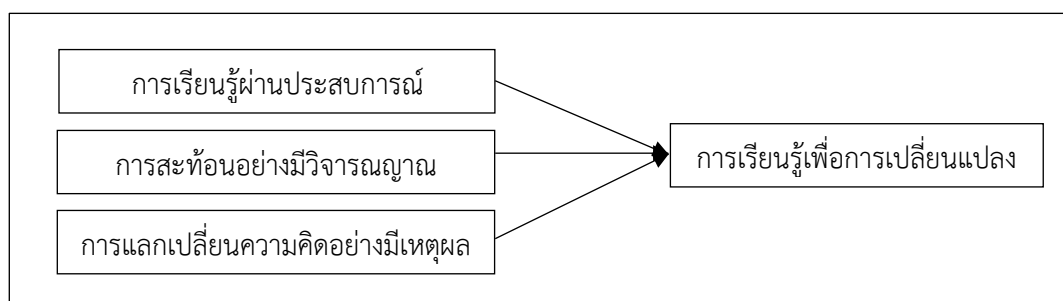 การเรียนรู้ผ่านประสบการณ์
การสะท้อนอย่างมีวิจารณญาณ
การเรียนรู้เพื่อการเปลี่ยนแปลง
การแลกเปลี่ยนความคิดอย่างมีเหตุผล